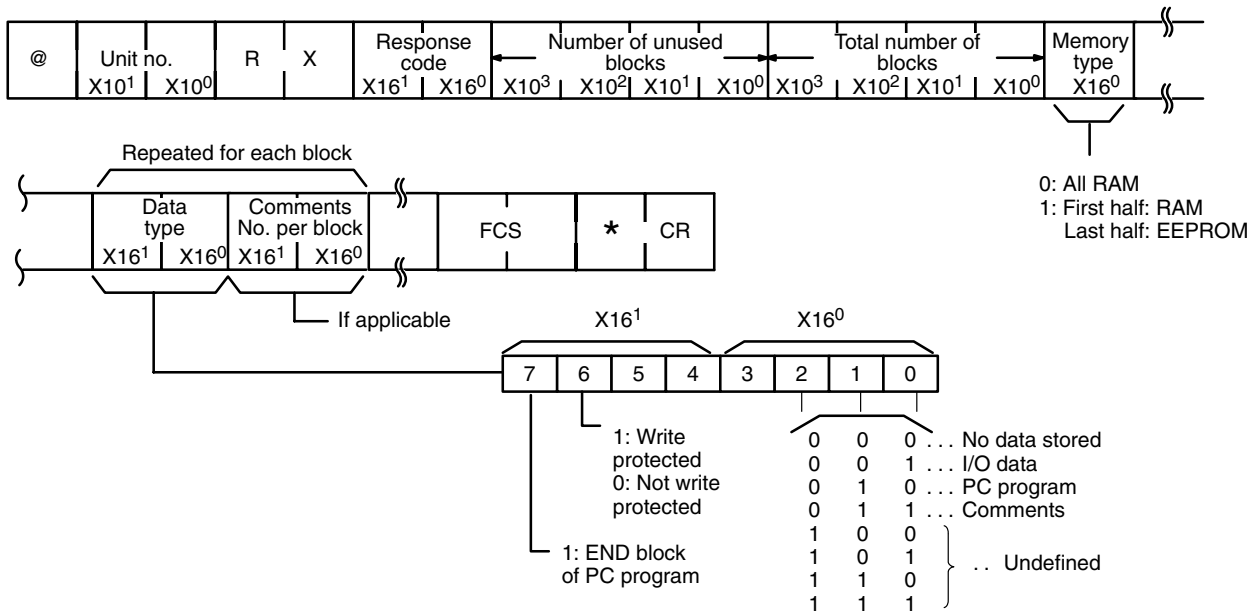 @ Unit no. R X Response code Number of unused blocks Total number of blocks Memory type
X10¹ X10⁰ X16¹ X16⁰ X10³ X10² X10¹ X10⁰ X10³ X10² X10¹ X10⁰ X16⁰
0: All RAM
1: First half: RAM
Last half: EEPROM
Repeated for each block
Data type Comments No. per block FCS * CR
X16¹ X16⁰ X16¹ X16⁰
If applicable
X16¹ X16⁰
7 6 5 4 3 2 1 0
1: Write
protected
0: Not write
protected
1: END block
of PC program
0 0 0 . . . No data stored
0 0 1 . . . I/O data
0 1 0 . . . PC program
0 1 1 . . . Comments
1 0 0
1 0 1 . . Undefined
1 1 0
1 1 1